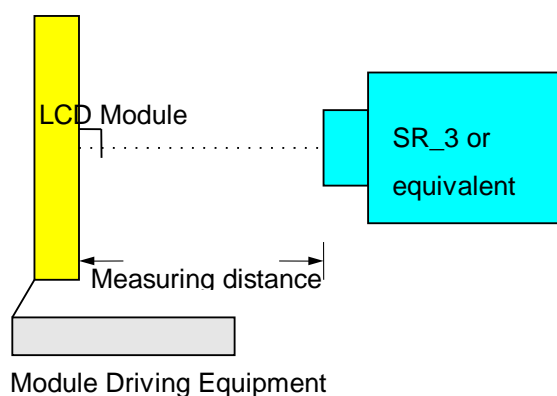 LCD Module
SR_3 or
equivalent
Measuring distance
Module Driving Equipment